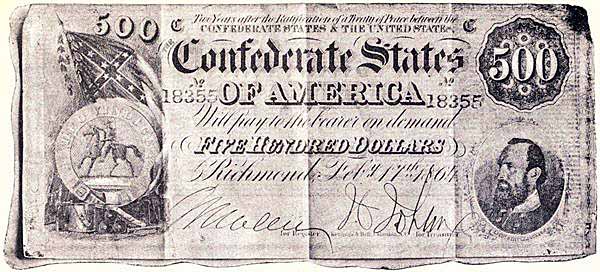 500
C
Two Years after the Ratification of a Treaty of Peace between the
C
CONFEDERATE STATES & THE UNITED STATES,
Confederate States
500
No
No
18355
OF AMERICA
18355
Will pay to the bearer on demand
FIVE HUNDRED DOLLARS
Richmond, Feby. 17th 1864
for Register
for Treasurer